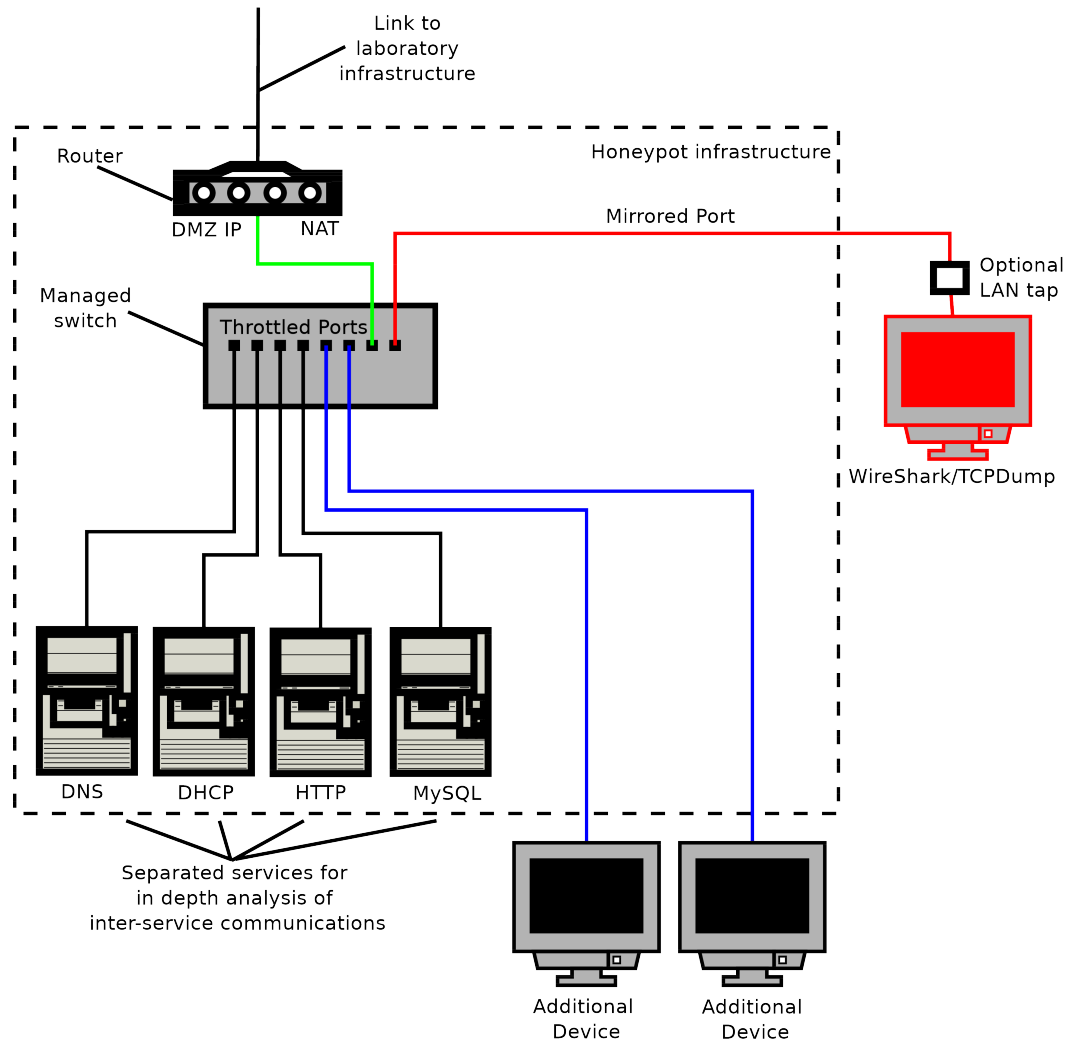 Link to
laboratory
infrastructure
Router
Honeypot infrastructure
DMZ IP
NAT
Mirrored Port
Optional
LAN tap
Managed
switch
Throttled Ports
WireShark/TCPDump
DNS
DHCP
HTTP
MySQL
Separated services for
in depth analysis of
inter-service communications
Additional
Device
Additional
Device